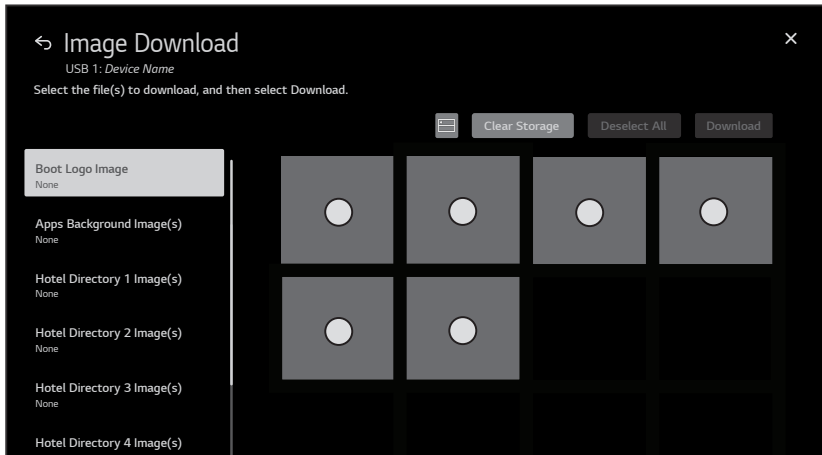 Image Download
USB 1: Device Name
Select the file(s) to download, and then select Download.
Clear Storage
Deselect All
Download
Boot Logo Image
None
Apps Background Image(s)
None
Hotel Directory 1 Image(s)
None
Hotel Directory 2 Image(s)
None
Hotel Directory 3 Image(s)
None
Hotel Directory 4 Image(s)